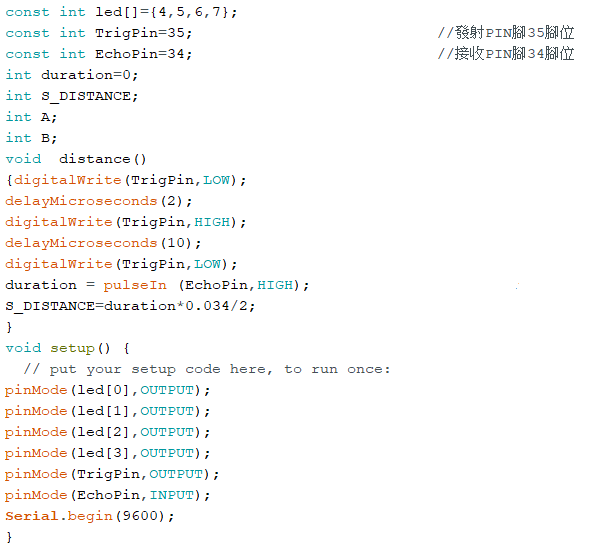 const int led[]={4,5,6,7};
const int TrigPin=35; //發射PIN腳35腳位
const int EchoPin=34; //接收PIN腳34腳位
int duration=0;
int S_DISTANCE;
int A;
int B;
void  distance()
{digitalWrite(TrigPin,LOW);
delayMicroseconds(2);
digitalWrite(TrigPin,HIGH);
delayMicroseconds(10);
digitalWrite(TrigPin,LOW);
duration = pulseIn (EchoPin,HIGH);
S_DISTANCE=duration*0.034/2;
}
void setup() {
  // put your setup code here, to run once:
pinMode(led[0],OUTPUT);
pinMode(led[1],OUTPUT);
pinMode(led[2],OUTPUT);
pinMode(led[3],OUTPUT);
pinMode(TrigPin,OUTPUT);
pinMode(EchoPin,INPUT);
Serial.begin(9600);
}